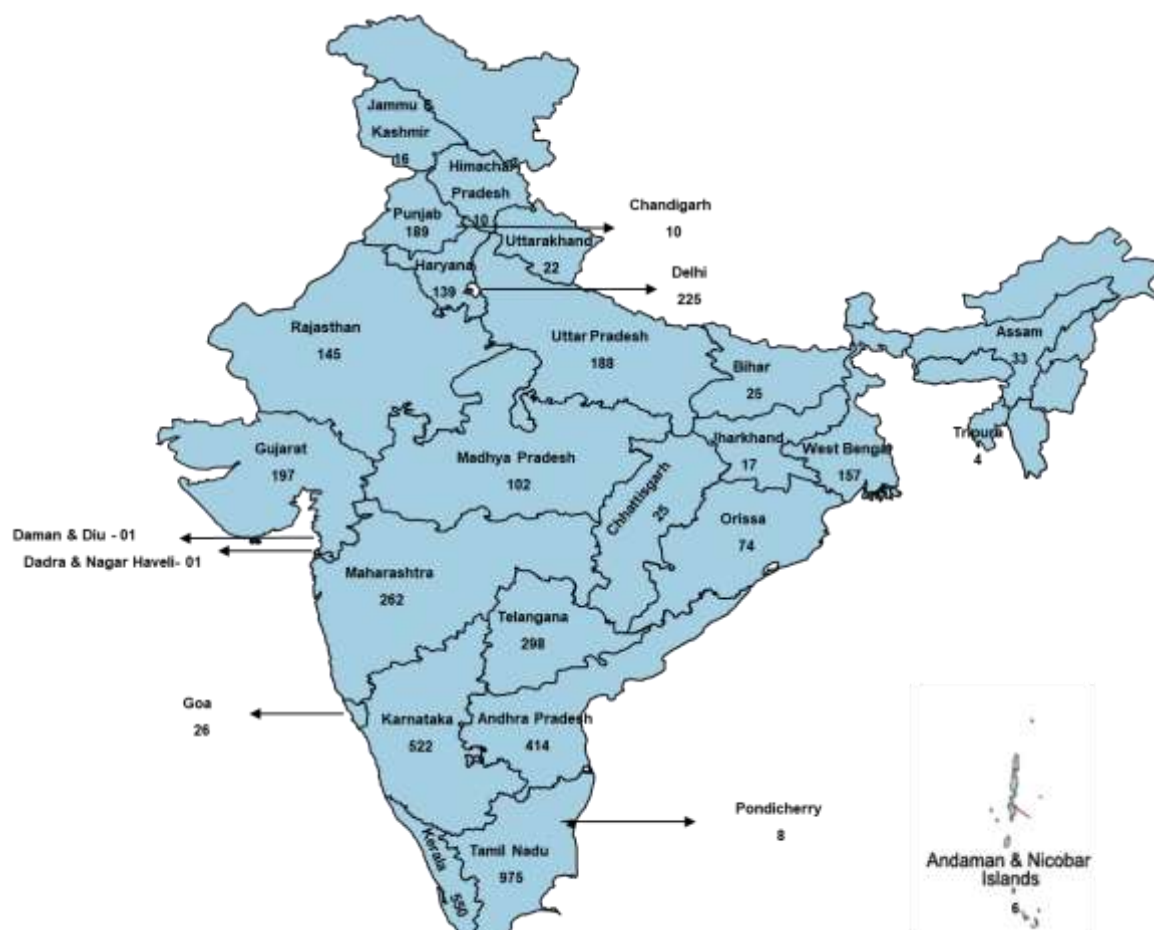 Jammu &
Kashmir
16
Himachal
Pradesh
10
Punjab
189
Chandigarh
10
Uttarakhand
22
Haryana
139
Delhi
225
Rajasthan
145
Uttar Pradesh
188
Bihar
25
Assam
33
Tripura
4
Gujarat
197
Madhya Pradesh
102
Jharkhand
17
West Bengal
157
Chhattisgarh
25
Orissa
74
Daman & Diu - 01
Dadra & Nagar Haveli- 01
Maharashtra
262
Telangana
298
Goa
26
Karnataka
522
Andhra Pradesh
414
Pondicherry
8
Kerala
550
Tamil Nadu
975
Andaman & Nicobar
Islands
6